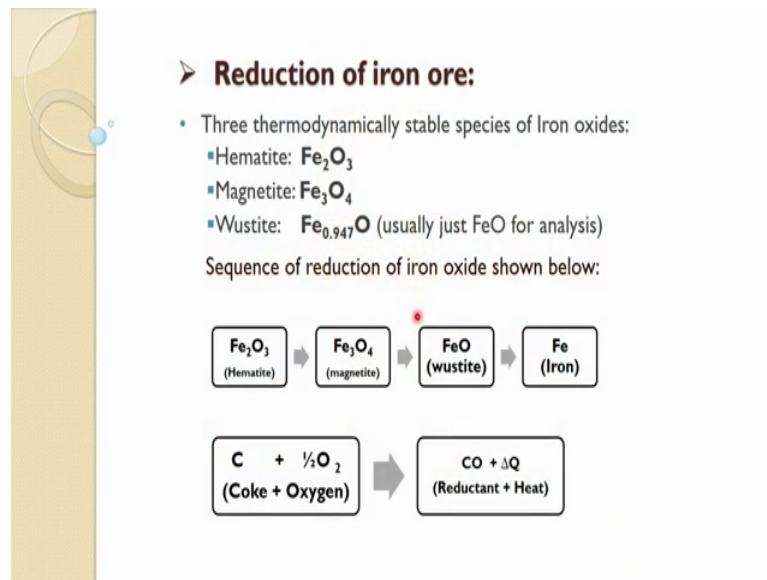 ➢ Reduction of iron ore:
• Three thermodynamically stable species of Iron oxides:
▪Hematite: Fe₂O₃
▪Magnetite: Fe₃O₄
▪Wustite: Fe₀.₉₄₇O (usually just FeO for analysis)
Sequence of reduction of iron oxide shown below:
Fe₂O₃
(Hematite)
Fe₃O₄
(magnetite)
FeO
(wustite)
Fe
(Iron)
C + ½O₂
(Coke + Oxygen)
CO + ΔQ
(Reductant + Heat)